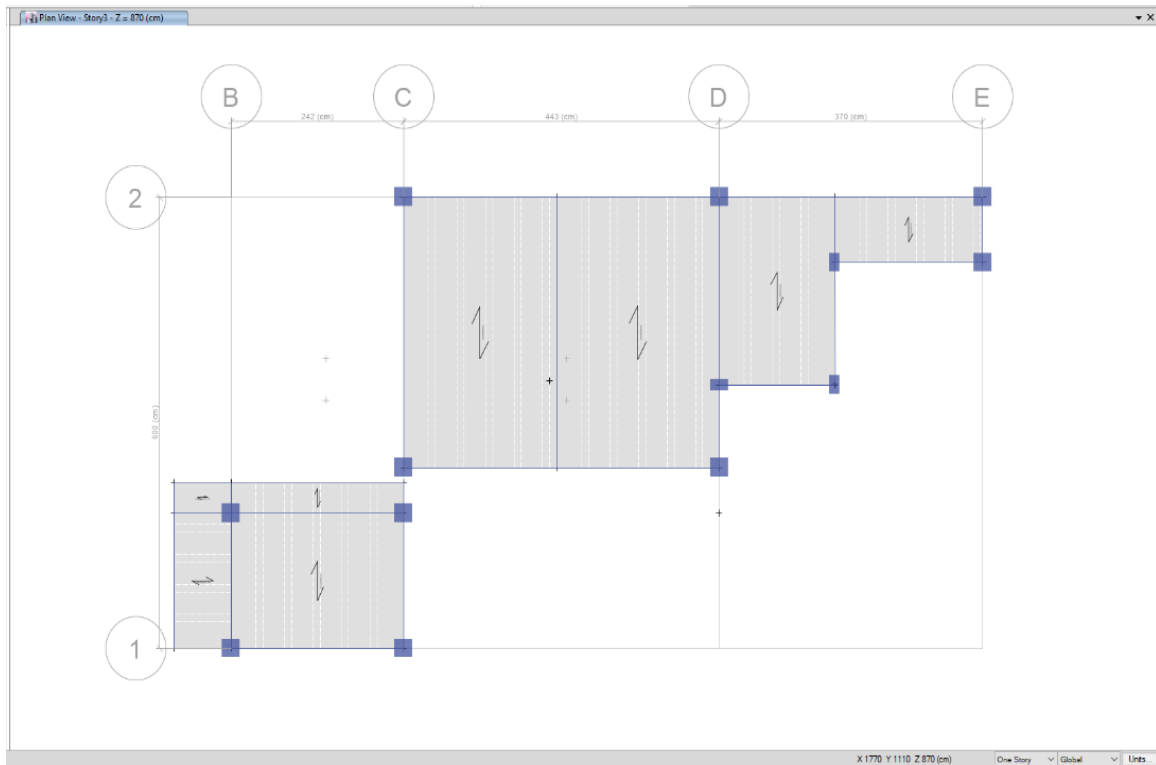 Plan View - Story3 - Z = 870 (cm)
B
C
D
E
242 (cm)
443 (cm)
370 (cm)
2
600 (cm)
1
X 1770 Y 1110 Z 870 (cm)
One Story
Global
Units...